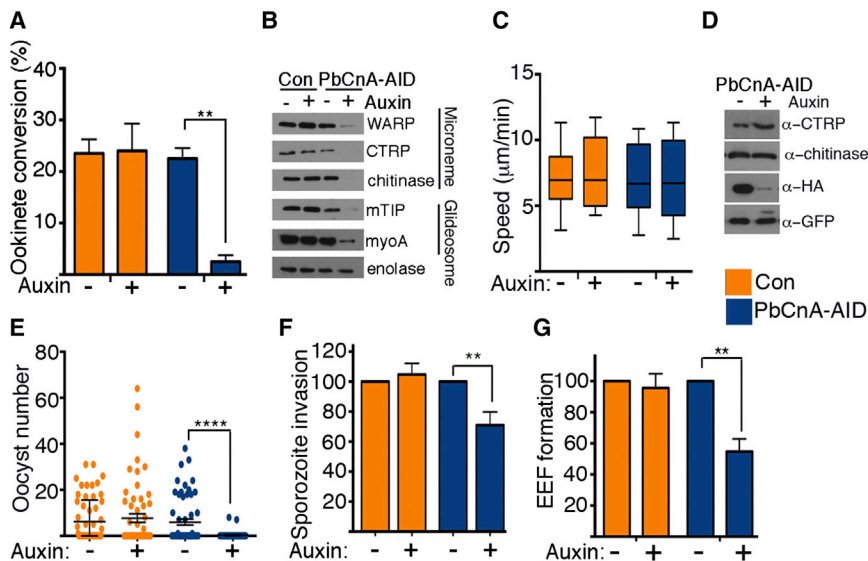 A
Ookinete conversion (%)
40
30
20
10
0
Auxin: - + - +
**
B
Con PbCnA-AID
- + - + Auxin
WARP
CTRP
chitinase
mTIP
myoA
enolase
Microneme
Glideosome
C
Speed (µm/min)
15
10
5
0
Auxin: - + - +
D
PbCnA-AID
- + Auxin
α-CTRP
α-chitinase
α-HA
α-GFP
Con
PbCnA-AID
E
Oocyst number
80
60
40
20
Auxin: - + - +
****
F
Sporozoite invasion
120
100
80
60
40
20
Auxin: - + - +
**
G
EEF formation
100
80
60
40
20
Auxin: - + - +
**